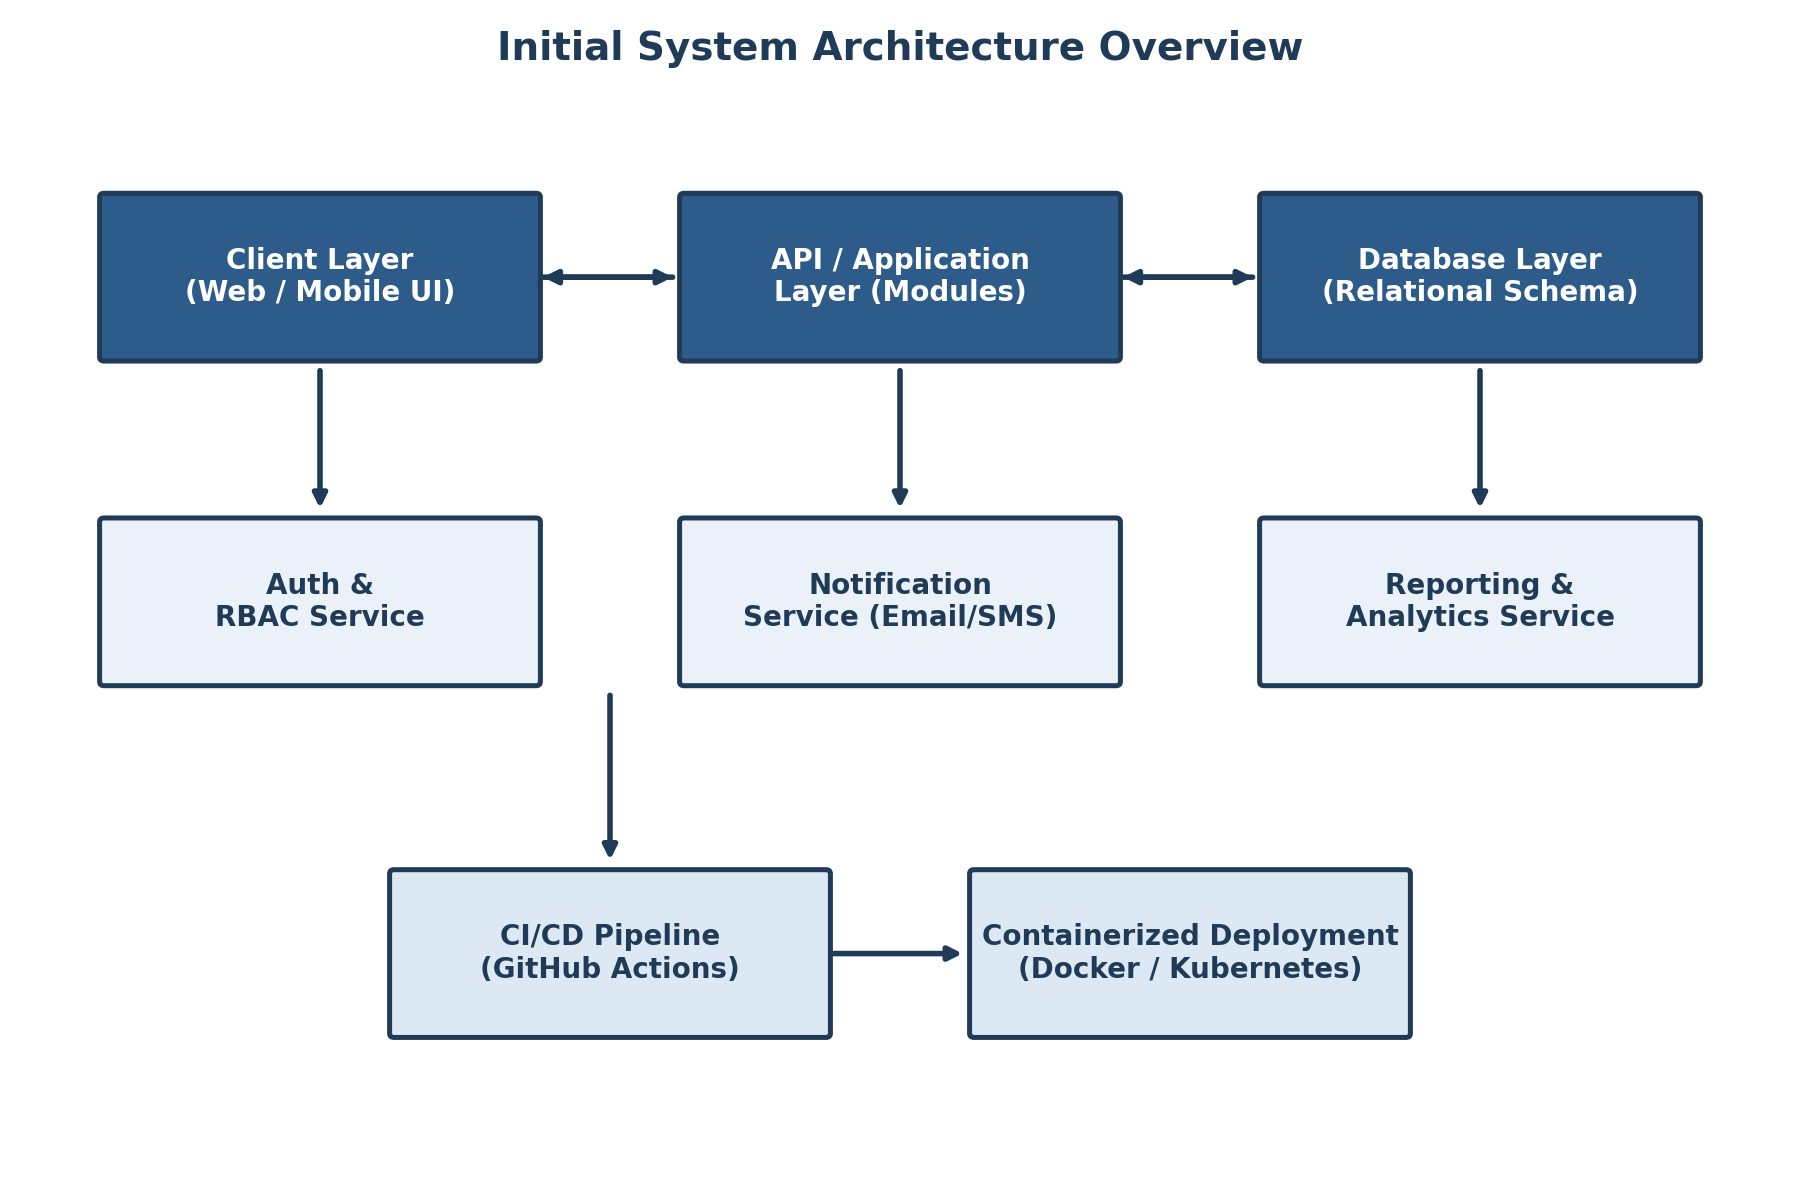 Initial System Architecture Overview
Client Layer
(Web / Mobile UI)
API / Application
Layer (Modules)
Database Layer
(Relational Schema)
Auth &
RBAC Service
Notification
Service (Email/SMS)
Reporting &
Analytics Service
CI/CD Pipeline
(GitHub Actions)
Containerized Deployment
(Docker / Kubernetes)